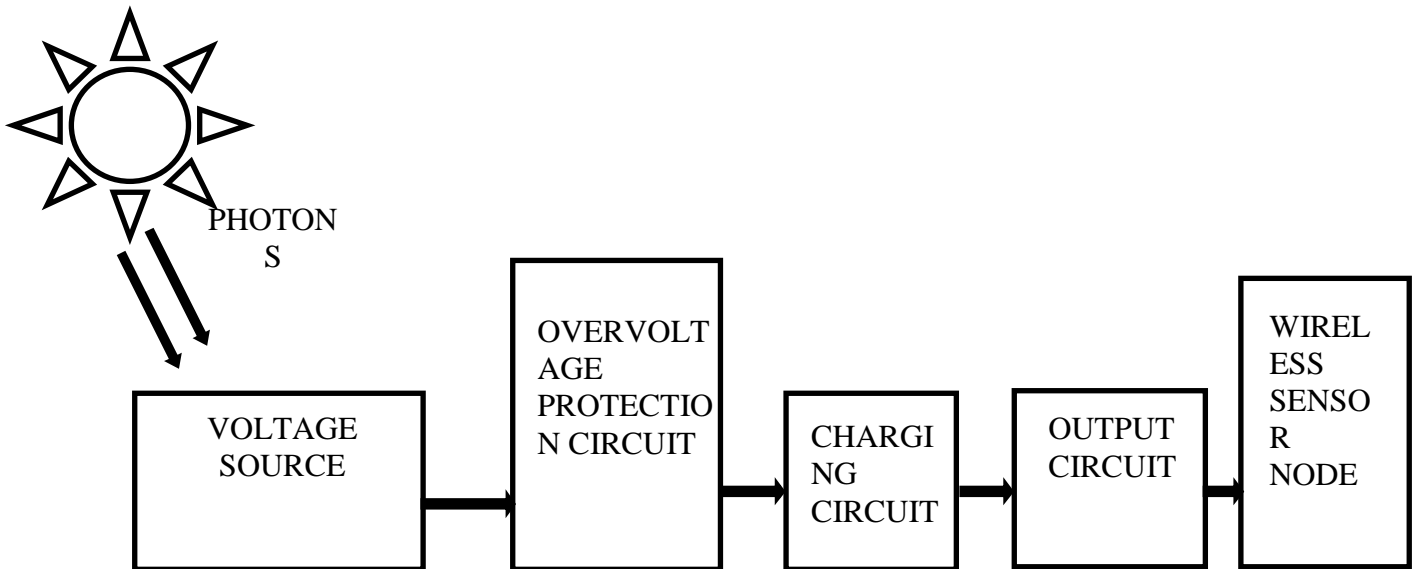 PHOTON
S
VOLTAGE
SOURCE
OVERVOLT
AGE
PROTECTIO
N CIRCUIT
CHARGI
NG
CIRCUIT
OUTPUT
CIRCUIT
WIREL
ESS
SENSO
R
NODE